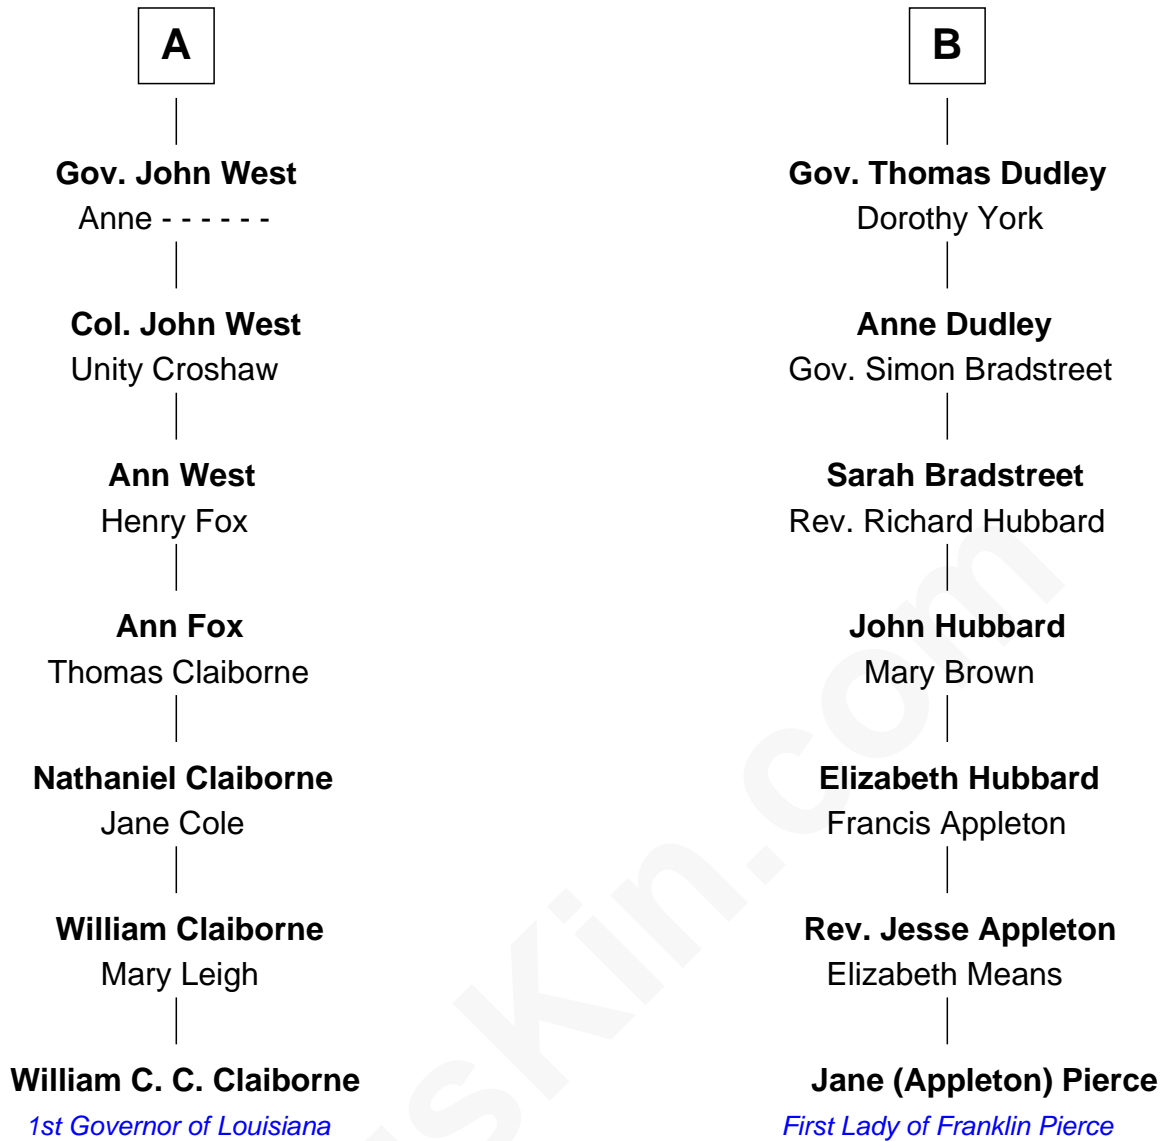 A
Gov. John West
Anne - - - - - -
Col. John West
Unity Croshaw
Ann West
Henry Fox
Ann Fox
Thomas Claiborne
Nathaniel Claiborne
Jane Cole
William Claiborne
Mary Leigh
William C. C. Claiborne
1st Governor of Louisiana
B
Gov. Thomas Dudley
Dorothy York
Anne Dudley
Gov. Simon Bradstreet
Sarah Bradstreet
Rev. Richard Hubbard
John Hubbard
Mary Brown
Elizabeth Hubbard
Francis Appleton
Rev. Jesse Appleton
Elizabeth Means
Jane (Appleton) Pierce
First Lady of Franklin Pierce